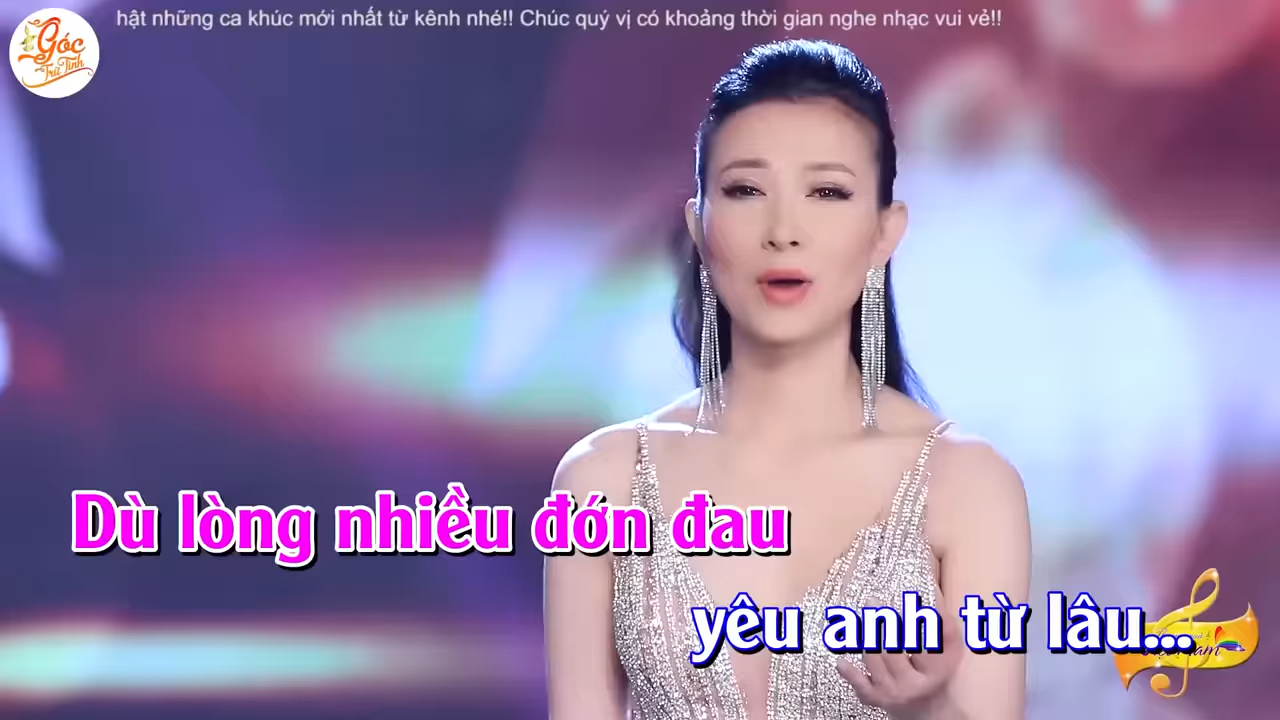 hật những ca khúc mới nhất từ kênh nhé!! Chúc quý vị có khoảng thời gian nghe nhạc vui vẻ!!
Góc
Trữ Tình
Dù lòng nhiều đớn đau
yêu anh từ lâu...